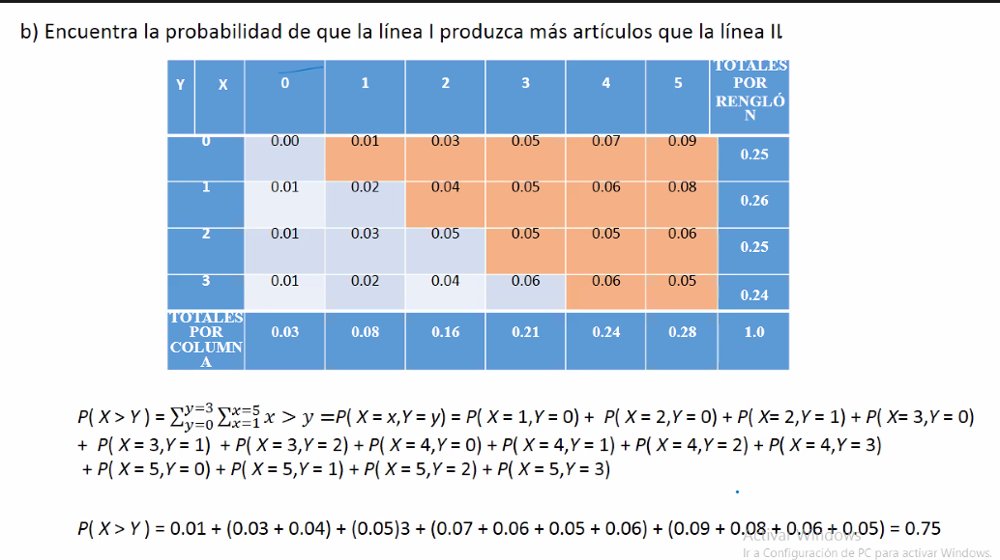 b) Encuentra la probabilidad de que la línea I produzca más artículos que la línea II.
Y X 0 1 2 3 4 5 TOTALES POR RENGLÓN
0 0.00 0.01 0.03 0.05 0.07 0.09 0.25
1 0.01 0.02 0.04 0.05 0.06 0.08 0.26
2 0.01 0.03 0.05 0.05 0.05 0.06 0.25
3 0.01 0.02 0.04 0.06 0.06 0.05 0.24
TOTALES POR COLUMNA 0.03 0.08 0.16 0.21 0.24 0.28 1.0
P( X > Y ) = ∑_{y=0}^{y=3} ∑_{x=1}^{x=5} x > y =P( X = x,Y = y) = P( X = 1,Y = 0) + P( X = 2,Y = 0) + P( X= 2,Y = 1) + P( X= 3,Y = 0)
+ P( X = 3,Y = 1) + P( X = 3,Y = 2) + P( X = 4,Y = 0) + P( X = 4,Y = 1) + P( X = 4,Y = 2) + P( X = 4,Y = 3)
+ P( X = 5,Y = 0) + P( X = 5,Y = 1) + P( X = 5,Y = 2) + P( X = 5,Y = 3)
P( X > Y ) = 0.01 + (0.03 + 0.04) + (0.05)3 + (0.07 + 0.06 + 0.05 + 0.06) + (0.09 + 0.08 + 0.06 + 0.05) = 0.75
Activar Windows
Ir a Configuración de PC para activar Windows.